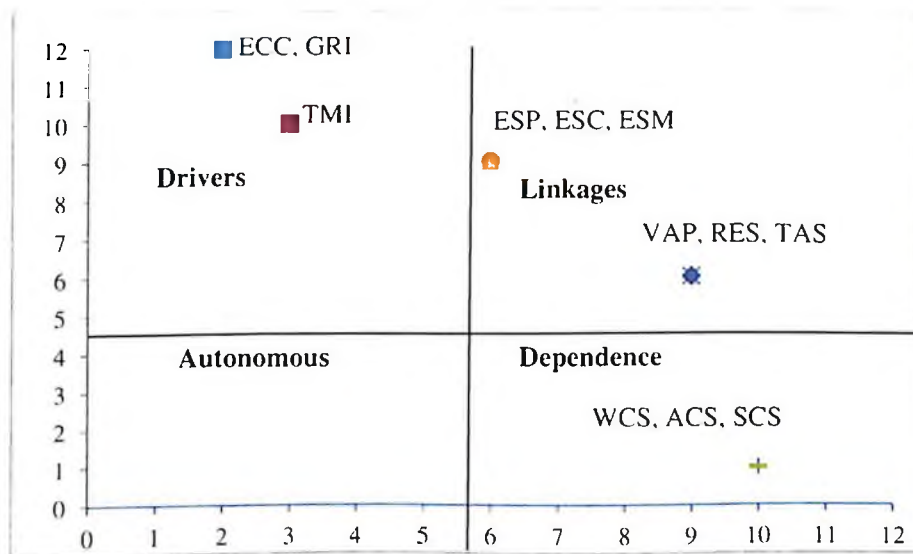 12
ECC, GRI
11
10
TMI
ESP, ESC, ESM
9
Drivers
Linkages
8
7
VAP, RES, TAS
6
5
4
Autonomous
Dependence
3
2
WCS, ACS, SCS
1
0
0 1 2 3 4 5 6 7 8 9 10 11 12